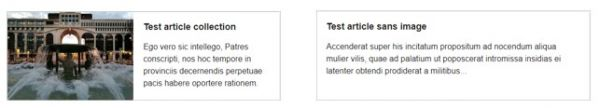 Test article collection
Ego vero sic intellego, Patres
conscripti, nos hoc tempore in
provinciis decernendis perpetuae
pacis habere oportere rationem.
Test article sans image
Accenderat super his incitatum propositum ad nocendum aliqua
mulier vilis, quae ad palatium ut poposcerat intromissa insidias ei
latenter obtendi prodiderat a militibus...